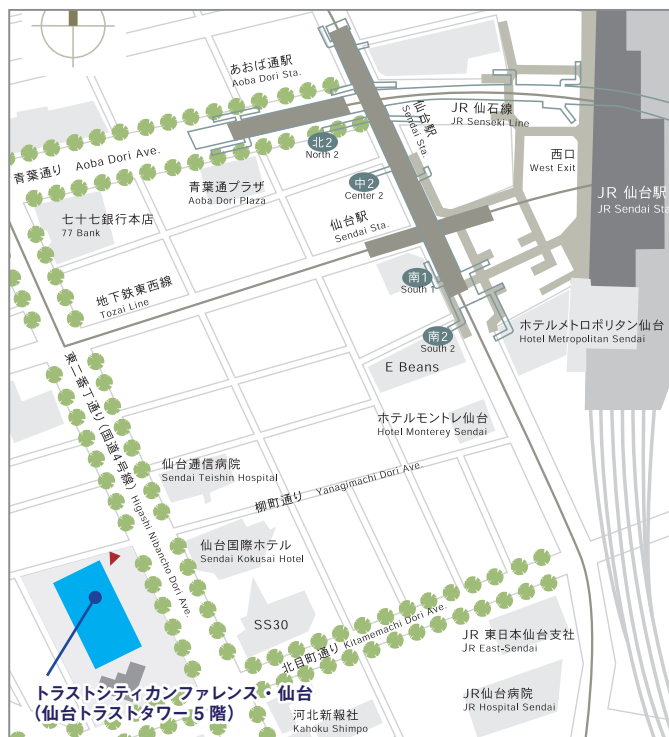 あおば通駅
Aoba Dori Sta.
仙台駅
Sendai Sta.
JR 仙石線
JR Senseki Line
北2
North 2
西口
West Exit
青葉通り Aoba Dori Ave.
青葉通プラザ
Aoba Dori Plaza
中2
Center 2
JR 仙台駅
JR Sendai Sta
七十七銀行本店
77 Bank
仙台駅
Sendai Sta.
地下鉄東西線
Tozai Line
南1
South 1
南2
South 2
ホテルメトロポリタン仙台
Hotel Metropolitan Sendai
E Beans
東二番丁通り(国道4号線)
Higashi Nibancho Dori Ave.
ホテルモントレ仙台
Hotel Monterey Sendai
仙台逓信病院
Sendai Teishin Hospital
柳町通り Yanagimachi Dori Ave.
仙台国際ホテル
Sendai Kokusai Hotel
SS30
北目町通り Kitamemachi Dori Ave.
JR 東日本仙台支社
JR East-Sendai
トラストシティカンファレンス・仙台
(仙台トラストタワー 5 階)
JR仙台病院
JR Hospital Sendai
河北新報社
Kahoku Shimpo